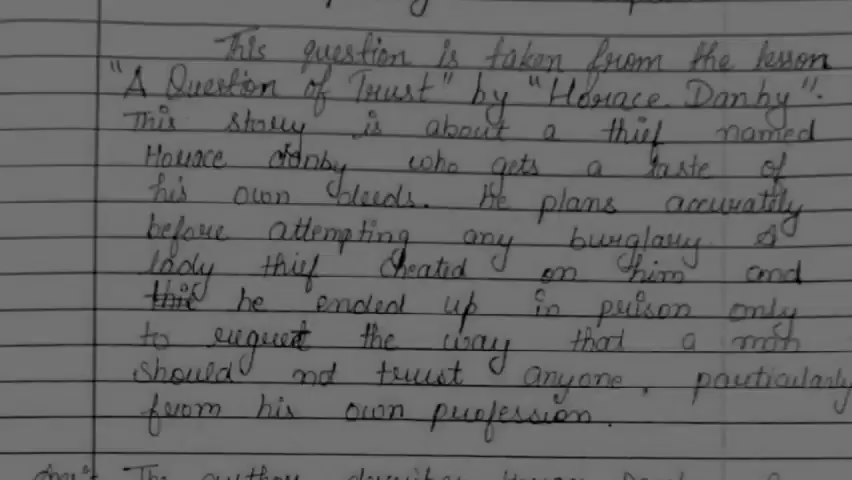 This question is taken from the lesson
"A Question of Trust" by "Horace Danby".
This story is about a thief named
Horace danby who gets a taste of
his own deeds. He plans accurately
before attempting any burglary. A
lady thief cheated on him and
this he ended up in prison only
to regret the way that a man
should not trust anyone, particularly
from his own profession.
The author describes